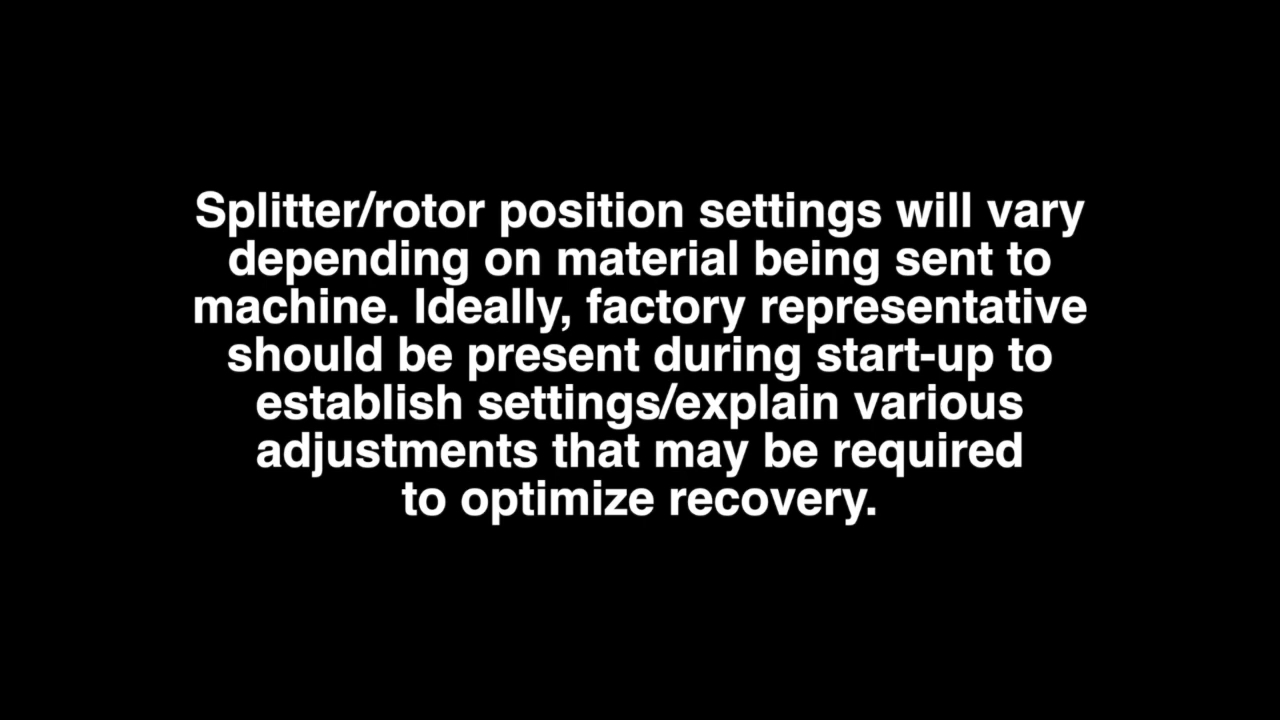 Splitter/rotor position settings will vary
depending on material being sent to
machine. Ideally, factory representative
should be present during start-up to
establish settings/explain various
adjustments that may be required
to optimize recovery.